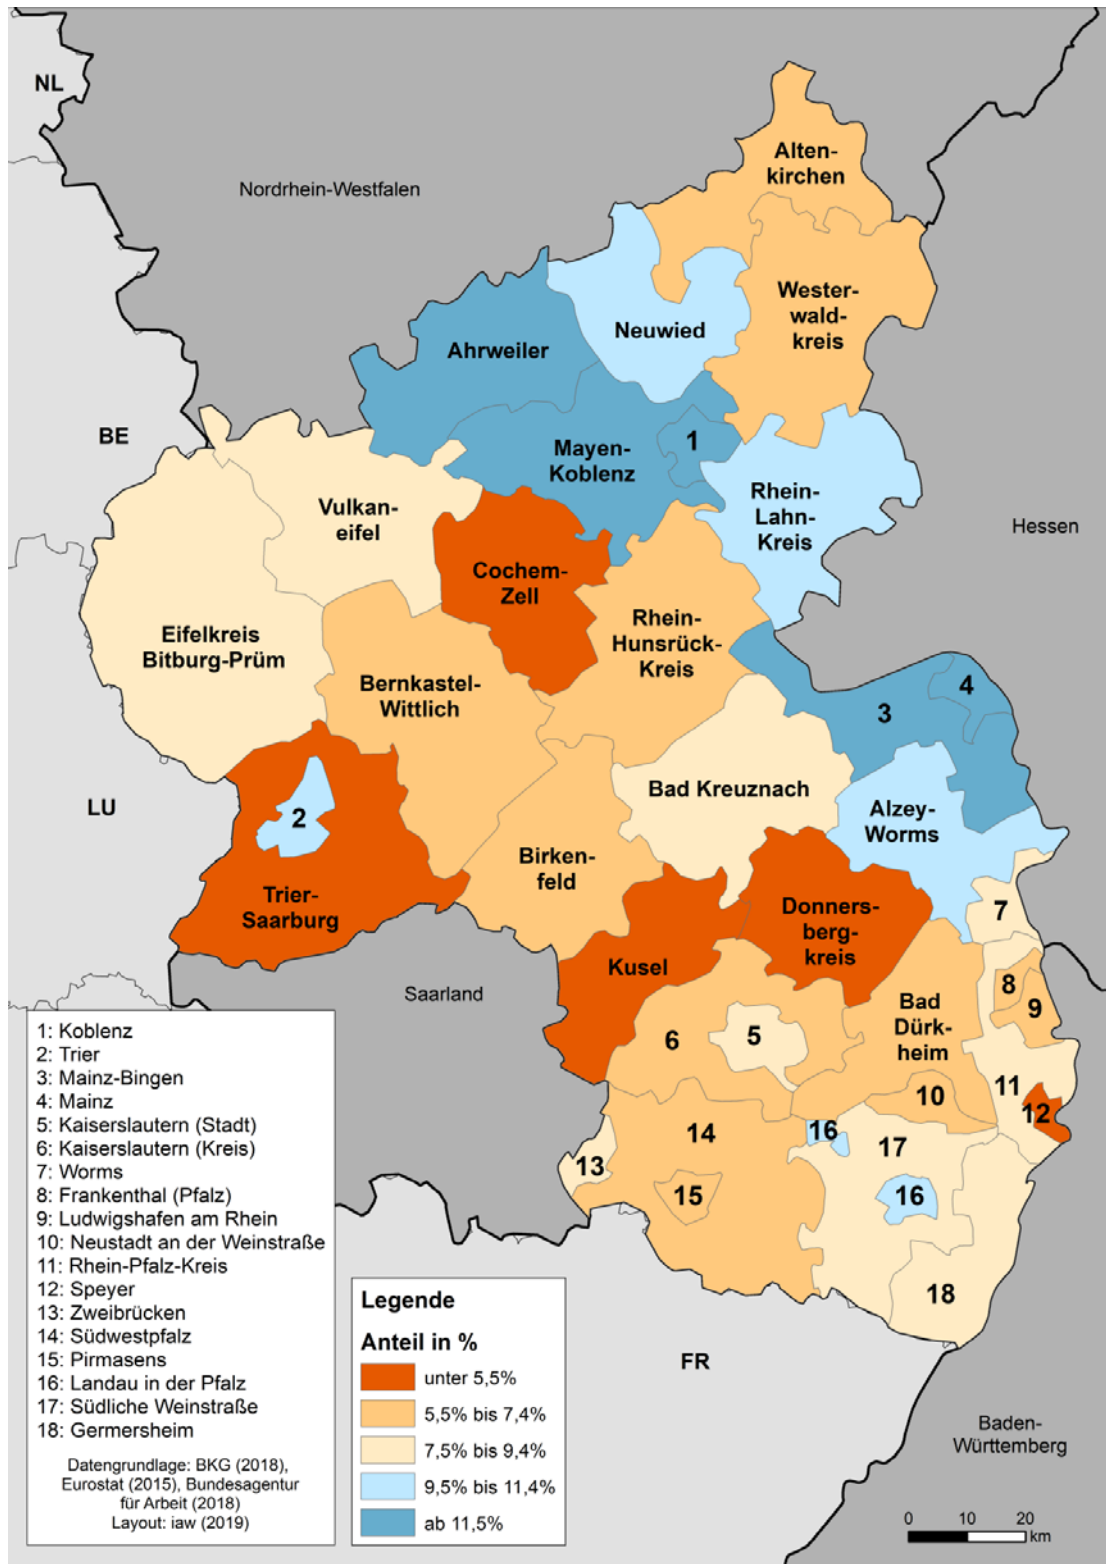 NL
Nordrhein-Westfalen
Alten-
kirchen
Wester-
wald-
kreis
Neuwied
Ahrweiler
BE
Mayen-
Koblenz
1
Rhein-
Lahn-
Kreis
Hessen
Vulkan-
eifel
Cochem-
Zell
Rhein-
Hunsrück-
Kreis
Eifelkreis
Bitburg-Prüm
Bernkastel-
Wittlich
4
3
Bad Kreuznach
LU
2
Alzey-
Worms
Birken-
feld
Trier-
Saarburg
Donners-
berg-
kreis
7
Kusel
Saarland
8
9
Bad
Dürk-
heim
6
5
11
10
12
14
16
17
13
15
16
18
1: Koblenz
2: Trier
3: Mainz-Bingen
4: Mainz
5: Kaiserslautern (Stadt)
6: Kaiserslautern (Kreis)
7: Worms
8: Frankenthal (Pfalz)
9: Ludwigshafen am Rhein
10: Neustadt an der Weinstraße
11: Rhein-Pfalz-Kreis
12: Speyer
13: Zweibrücken
14: Südwestpfalz
15: Pirmasens
16: Landau in der Pfalz
17: Südliche Weinstraße
18: Germersheim
Datengrundlage: BKG (2018),
Eurostat (2015), Bundesagentur
für Arbeit (2018)
Layout: iaw (2019)
Legende
Anteil in %
unter 5,5%
5,5% bis 7,4%
7,5% bis 9,4%
9,5% bis 11,4%
ab 11,5%
FR
Baden-
Württemberg
0 10 20
km